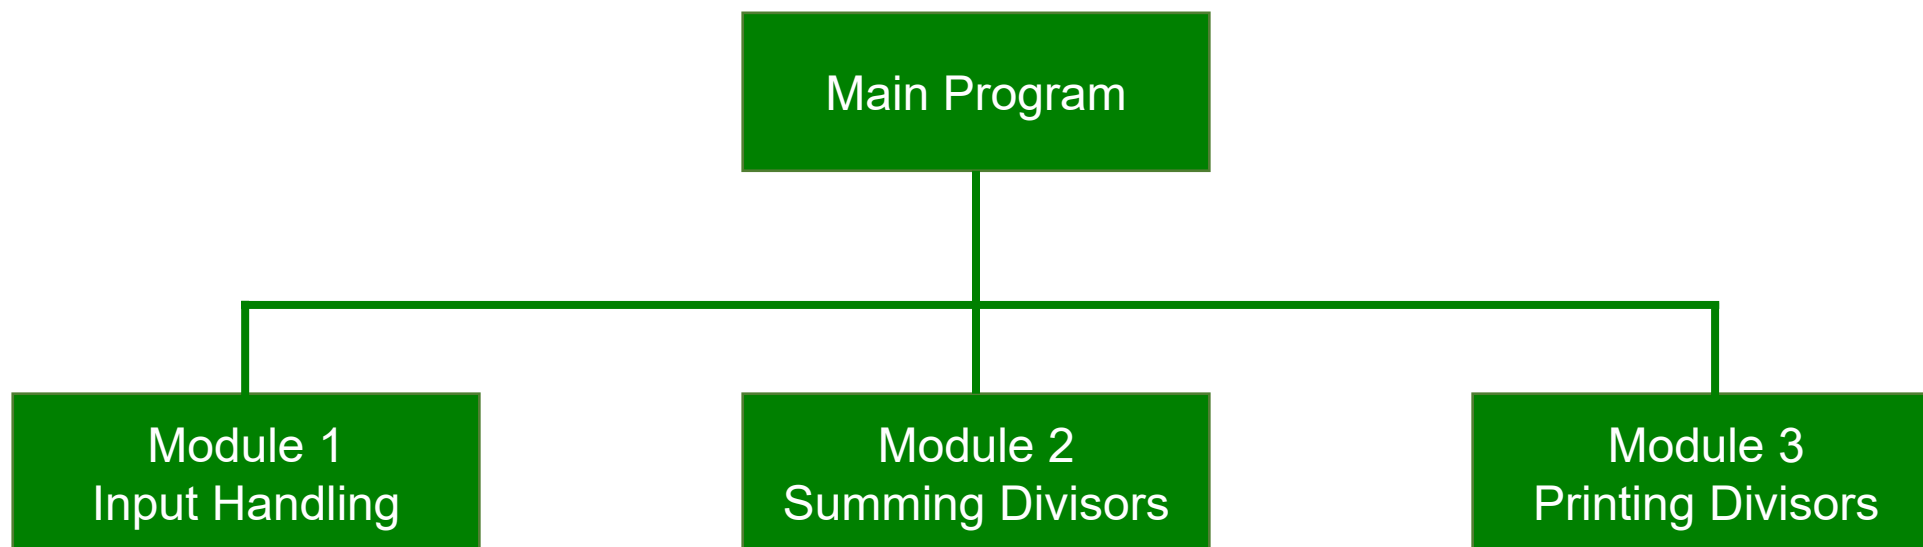 Main Program
Module 1
Input Handling
Module 2
Summing Divisors
Module 3
Printing Divisors